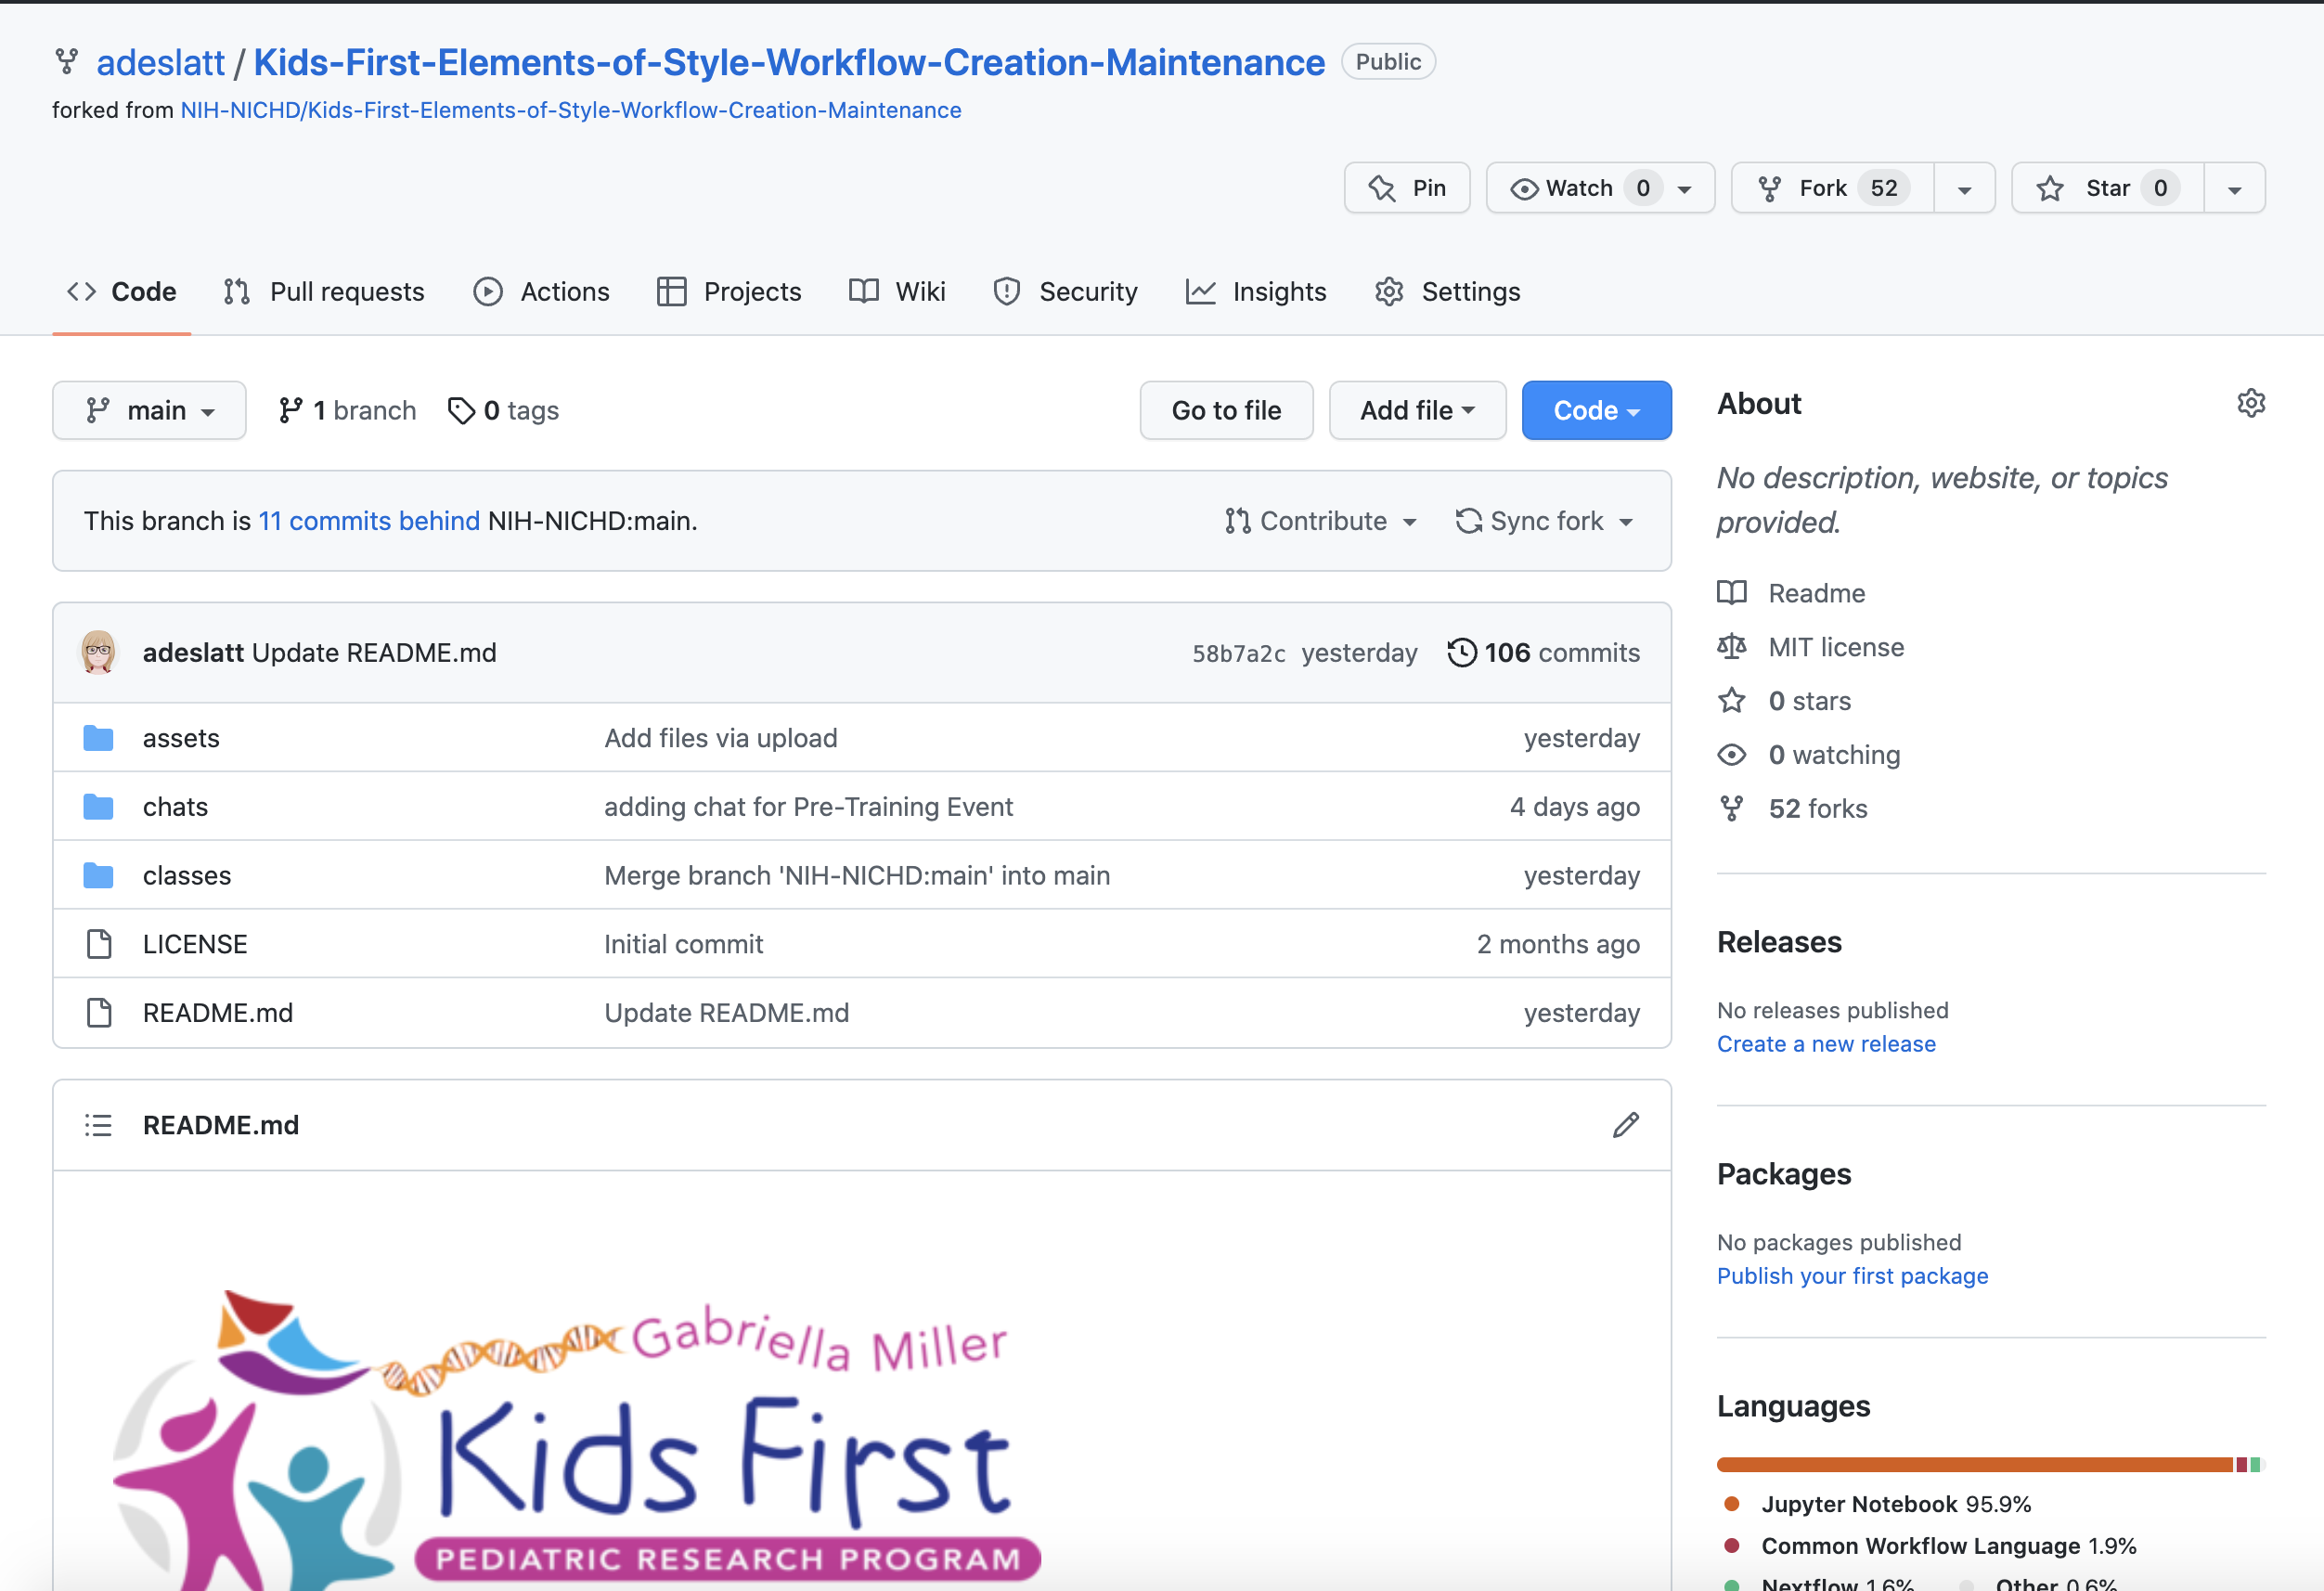 adeslatt / Kids-First-Elements-of-Style-Workflow-Creation-Maintenance Public
forked from NIH-NICHD/Kids-First-Elements-of-Style-Workflow-Creation-Maintenance
Pin Watch 0 Fork 52 Star 0
Code Pull requests Actions Projects Wiki Security Insights Settings
main 1 branch 0 tags Go to file Add file Code
This branch is 11 commits behind NIH-NICHD:main. Contribute Sync fork
adeslatt Update README.md 58b7a2c yesterday 106 commits
assets Add files via upload yesterday
chats adding chat for Pre-Training Event 4 days ago
classes Merge branch 'NIH-NICHD:main' into main yesterday
LICENSE Initial commit 2 months ago
README.md Update README.md yesterday
README.md
Gabriella Miller
Kids First
PEDIATRIC RESEARCH PROGRAM
About
No description, website, or topics
provided.
Readme
MIT license
0 stars
0 watching
52 forks
Releases
No releases published
Create a new release
Packages
No packages published
Publish your first package
Languages
Jupyter Notebook 95.9%
Common Workflow Language 1.9%
Nextflow 1.6% Other 0.6%